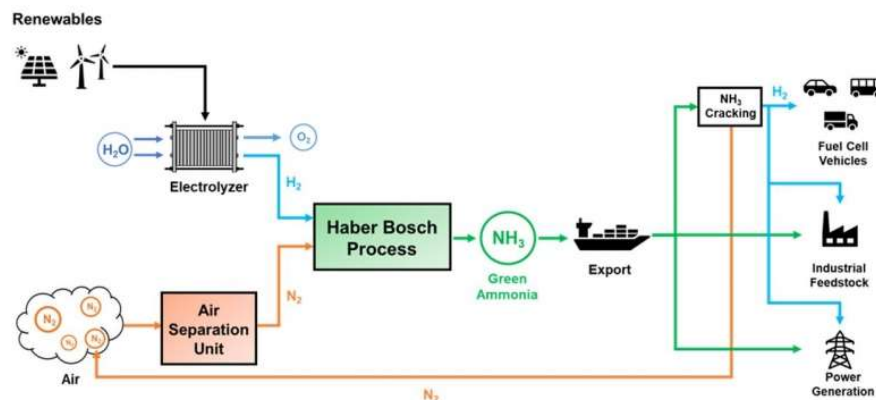 Renewables
H₂O
O₂
Electrolyzer
H₂
Haber Bosch
Process
NH₃
Green
Ammonia
Export
NH₃
Cracking
H₂
Fuel Cell
Vehicles
Industrial
Feedstock
Power
Generation
N₂
N₂
N₂
N₂
Air
Air
Separation
Unit
N₂
N₂